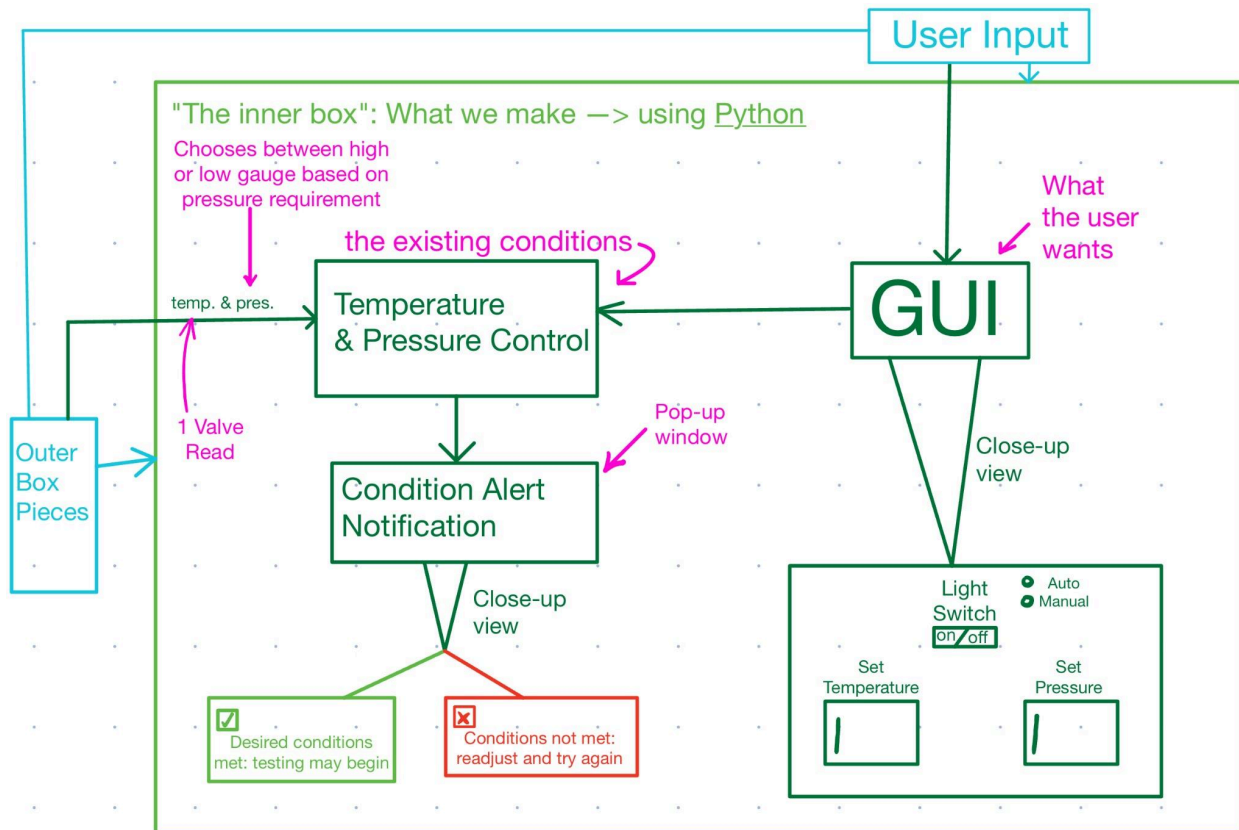 User Input
"The inner box": What we make —> using Python
Chooses between high
or low gauge based on
pressure requirement
What
the user
wants
the existing conditions
temp. & pres.
Temperature
& Pressure Control
GUI
1 Valve
Read
Outer
Box
Pieces
Pop-up
window
Condition Alert
Notification
Close-up
view
Close-up
view
Light
Switch
on/off
Auto
Manual
Set
Temperature
Set
Pressure
Desired conditions
met: testing may begin
Conditions not met:
readjust and try again